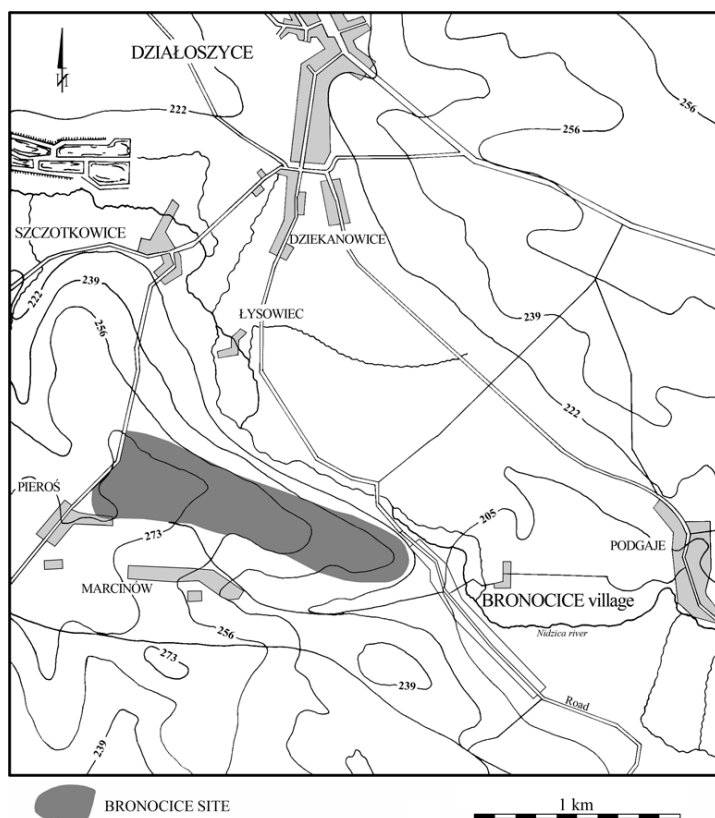 DZIAŁOSZYCE
N
222
256
256
SZCZOTKOWICE
DZIEKANOWICE
239
222
256
ŁYSOWIEC
239
222
PIEROŚ
273
205
PODGAJE
MARCINÓW
BRONOCICE village
256
Nidzica river
273
239
Road
239
BRONOCICE SITE
1 km